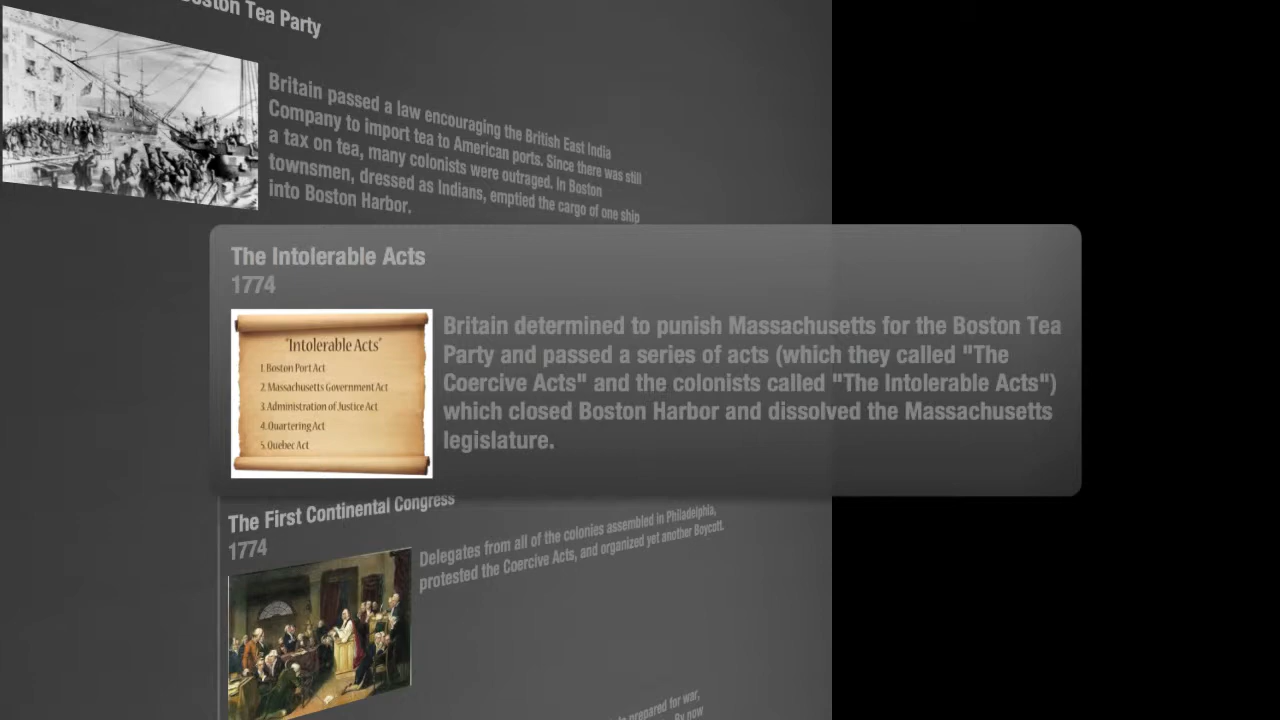 Boston Tea Party
Britain passed a law encouraging the British East India
Company to import tea to American ports. Since there was still
a tax on tea, many colonists were outraged. In Boston
townsmen, dressed as Indians, emptied the cargo of one ship
into Boston Harbor.
The Intolerable Acts
1774
"Intolerable Acts"
1. Boston Port Act
2. Massachusetts Government Act
3. Administration of Justice Act
4. Quartering Act
5. Quebec Act
Britain determined to punish Massachusetts for the Boston Tea
Party and passed a series of acts (which they called "The
Coercive Acts" and the colonists called "The Intolerable Acts")
which closed Boston Harbor and dissolved the Massachusetts
legislature.
The First Continental Congress
1774
Delegates from all of the colonies assembled in Philadelphia,
protested the Coercive Acts, and organized yet another Boycott.
prepared for war,
By now